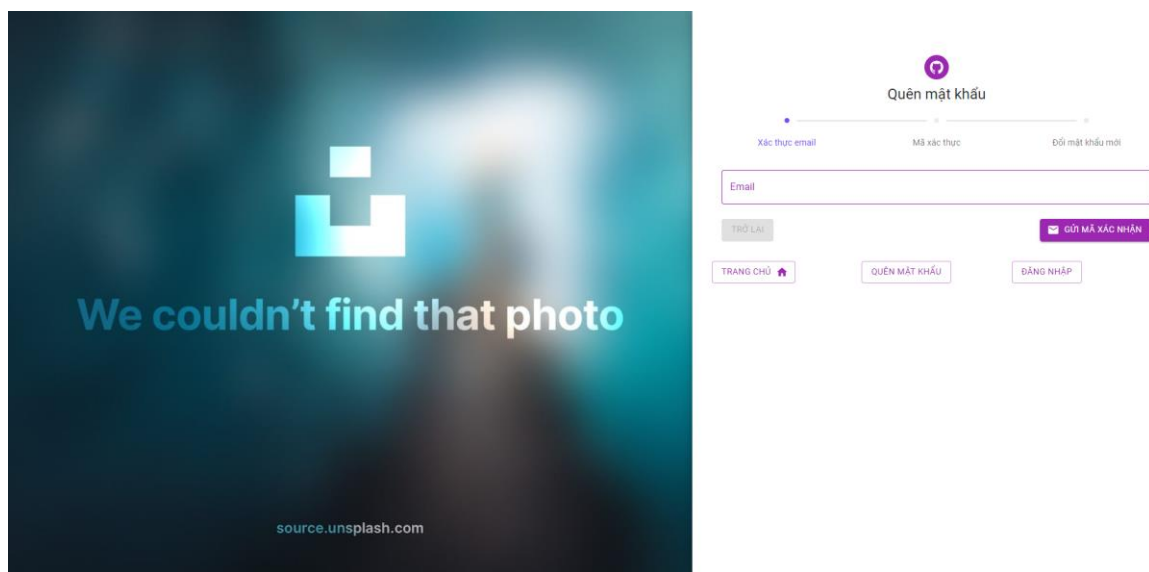 We couldn't find that photo
source.unsplash.com
Quên mật khẩu
Xác thực email
Mã xác thực
Đổi mật khẩu mới
Email
TRỞ LẠI
GỬI MÃ XÁC NHẬN
TRANG CHỦ
QUÊN MẬT KHẨU
ĐĂNG NHẬP